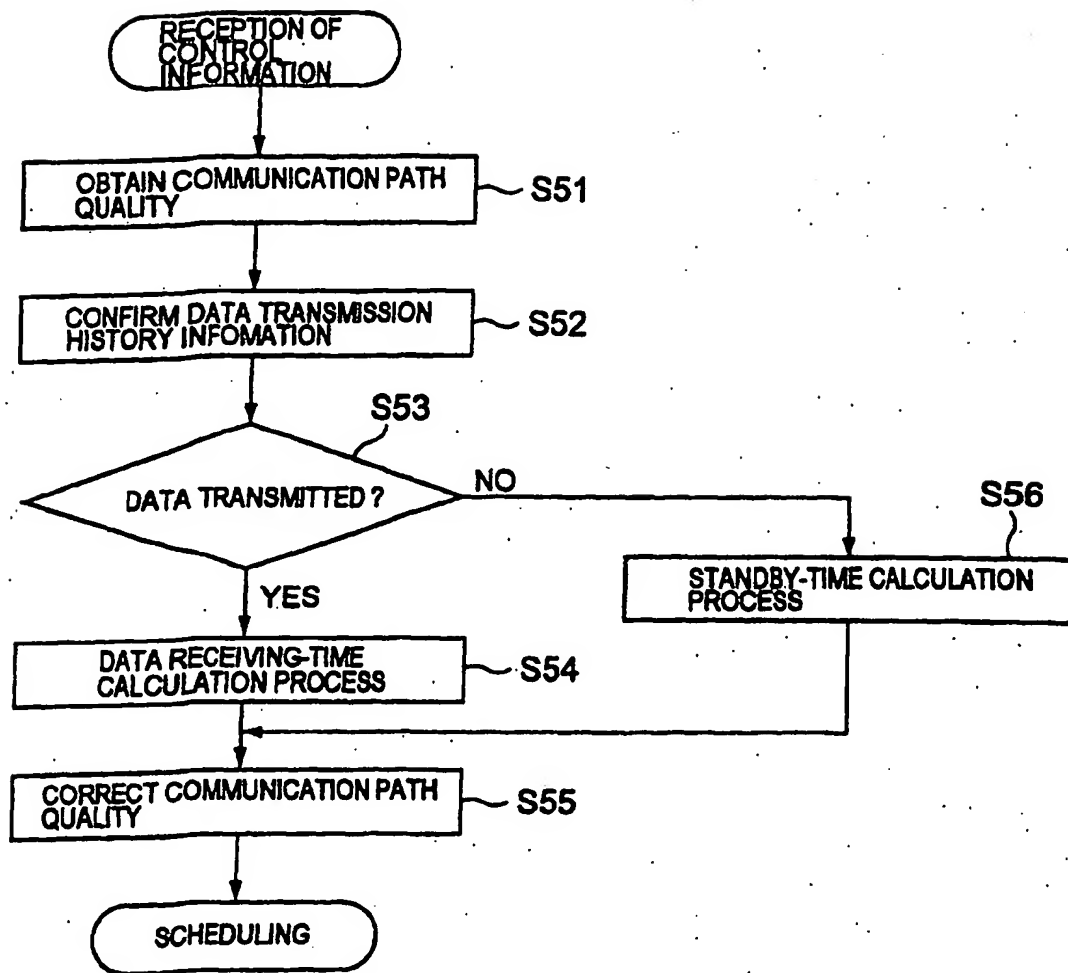 RECEPTION OF
CONTROL
INFORMATION
OBTAIN COMMUNICATION PATH
QUALITY
S51
CONFIRM DATA TRANSMISSION
HISTORY INFOMATION
S52
S53
DATA TRANSMITTED ?
NO
S56
STANDBY-TIME CALCULATION
PROCESS
YES
DATA RECEIVING-TIME
CALCULATION PROCESS
S54
CORRECT COMMUNICATION PATH
QUALITY
S55
SCHEDULING